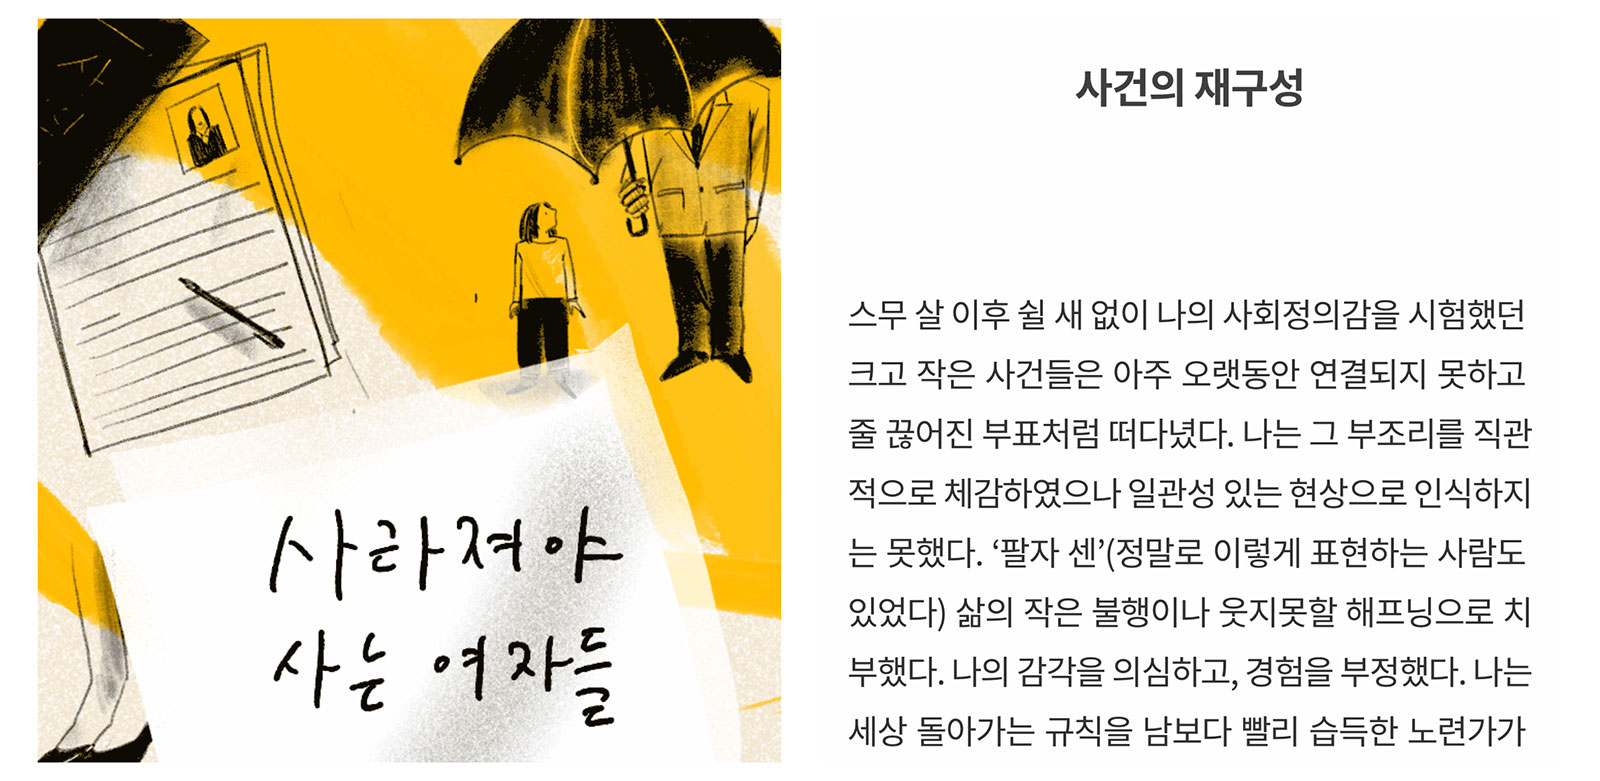 사라져야
사는 여자들
사건의 재구성
스무 살 이후 쉴 새 없이 나의 사회정의감을 시험했던
크고 작은 사건들은 아주 오랫동안 연결되지 못하고
줄 끊어진 부표처럼 떠다녔다. 나는 그 부조리를 직관
적으로 체감하였으나 일관성 있는 현상으로 인식하지
는 못했다. ‘팔자 센’(정말로 이렇게 표현하는 사람도
있었다) 삶의 작은 불행이나 웃지못할 해프닝으로 치
부했다. 나의 감각을 의심하고, 경험을 부정했다. 나는
세상 돌아가는 규칙을 남보다 빨리 습득한 노련가가